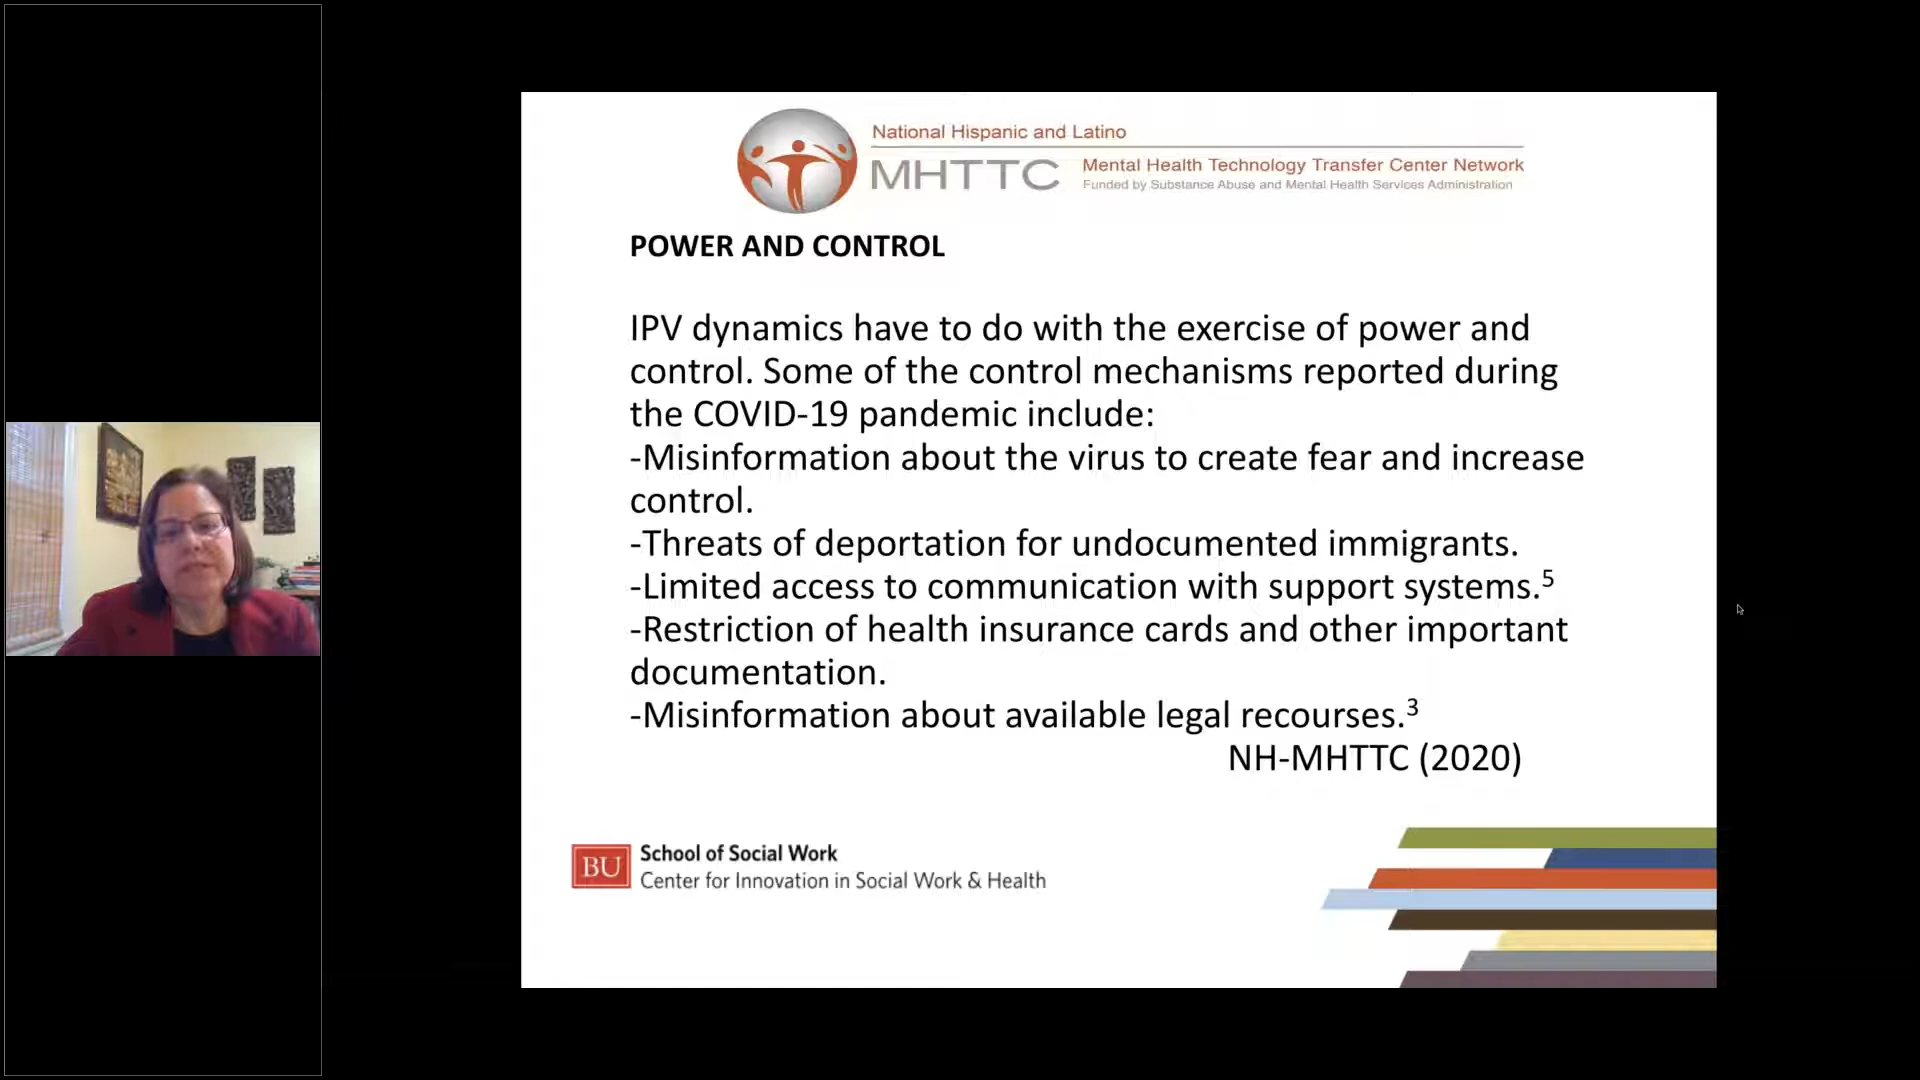 National Hispanic and Latino
MHTTC
Mental Health Technology Transfer Center Network
Funded by Substance Abuse and Mental Health Services Administration
POWER AND CONTROL
IPV dynamics have to do with the exercise of power and
control. Some of the control mechanisms reported during
the COVID-19 pandemic include:
-Misinformation about the virus to create fear and increase
control.
-Threats of deportation for undocumented immigrants.
-Limited access to communication with support systems.⁵
-Restriction of health insurance cards and other important
documentation.
-Misinformation about available legal recourses.³
NH-MHTTC (2020)
BU
School of Social Work
Center for Innovation in Social Work & Health